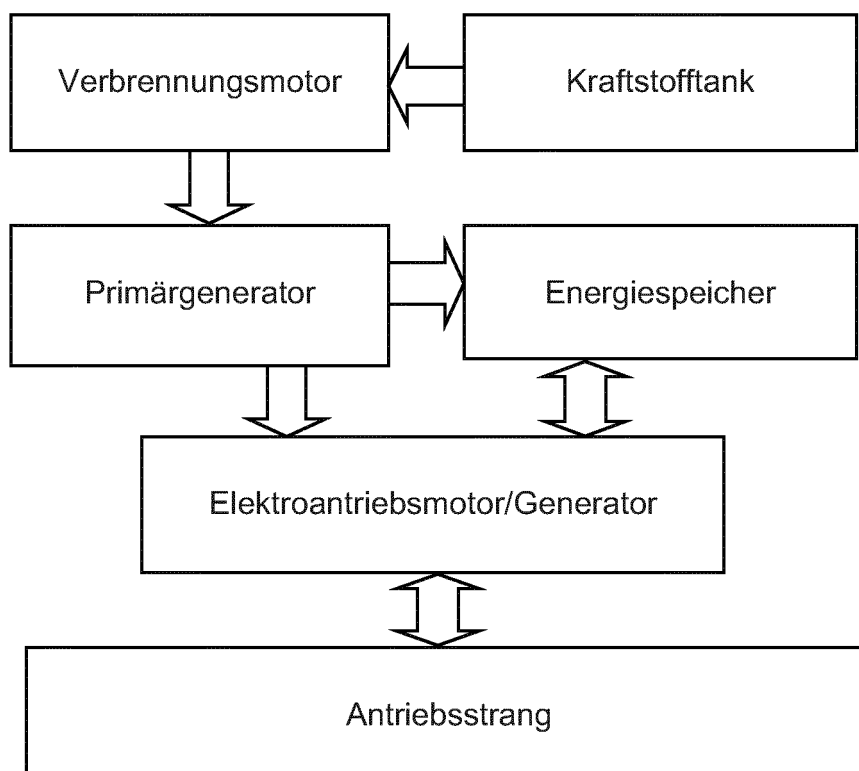 Verbrennungsmotor
Kraftstofftank
Primärgenerator
Energiespeicher
Elektroantriebsmotor/Generator
Antriebsstrang